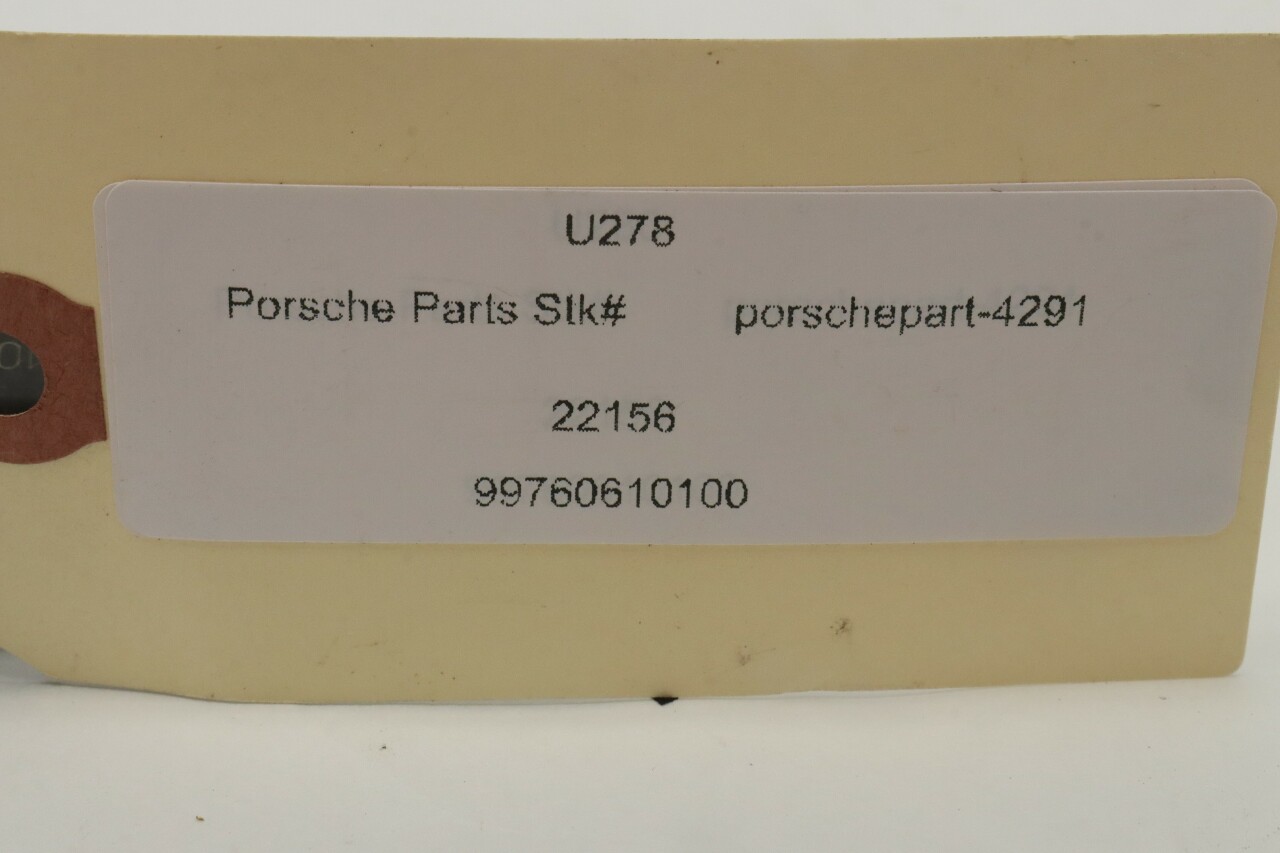 U278
Porsche Parts Stk# porschepart-4291
22156
99760610100